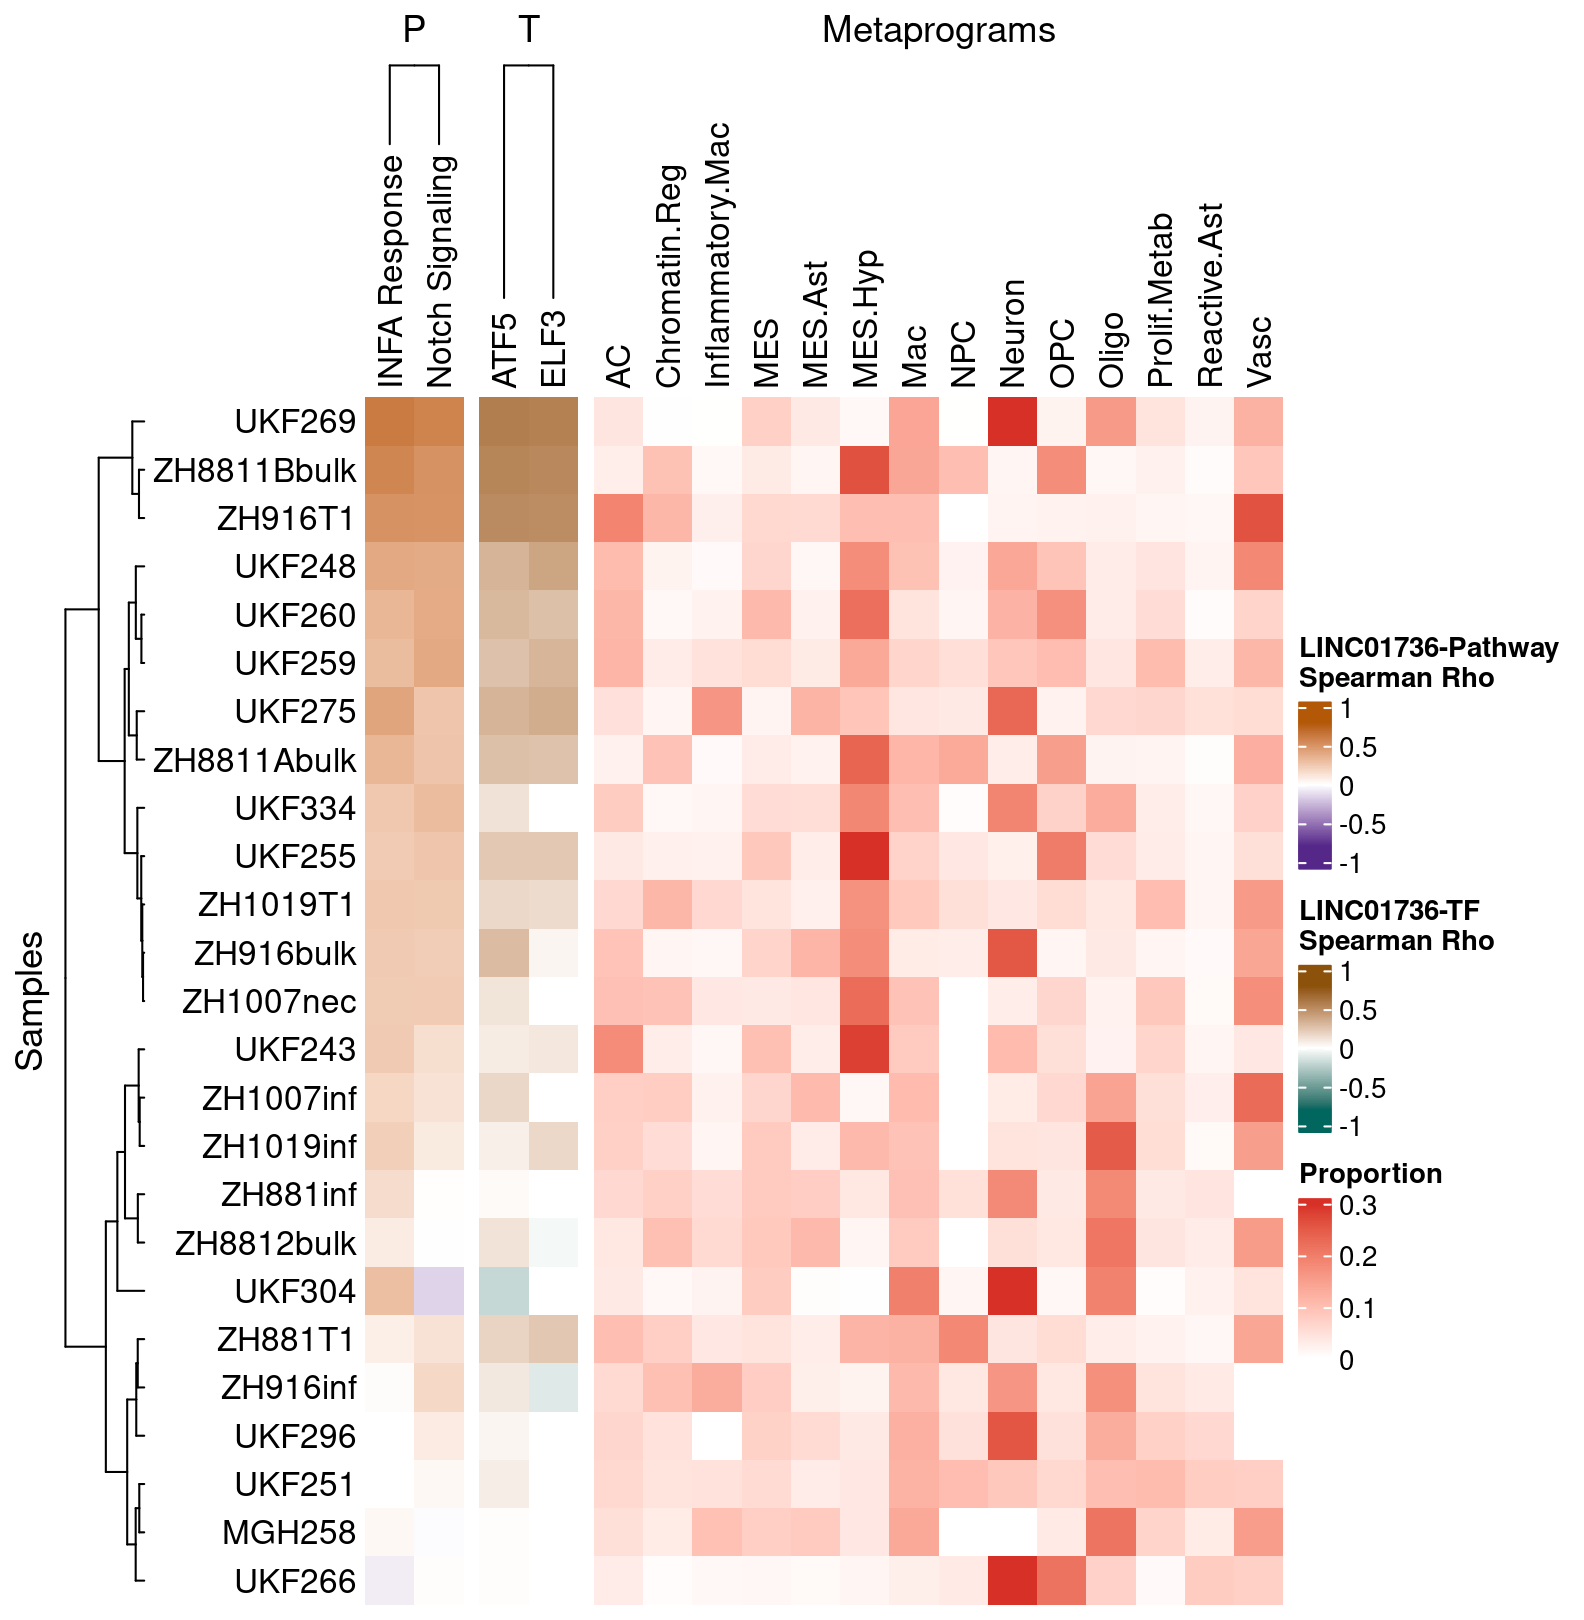 P
T
Metaprograms
INFA Response
Notch Signaling
ATF5
ELF3
AC
Chromatin.Reg
Inflammatory.Mac
MES
MES.Ast
MES.Hyp
Mac
NPC
Neuron
OPC
Oligo
Prolif.Metab
Reactive.Ast
Vasc
Samples
UKF269
ZH8811Bbulk
ZH916T1
UKF248
UKF260
UKF259
UKF275
ZH8811Abulk
UKF334
UKF255
ZH1019T1
ZH916bulk
ZH1007nec
UKF243
ZH1007inf
ZH1019inf
ZH881inf
ZH8812bulk
UKF304
ZH881T1
ZH916inf
UKF296
UKF251
MGH258
UKF266
LINC01736-Pathway
Spearman Rho
1
0.5
0
-0.5
-1
LINC01736-TF
Spearman Rho
1
0.5
0
-0.5
-1
Proportion
0.3
0.2
0.1
0